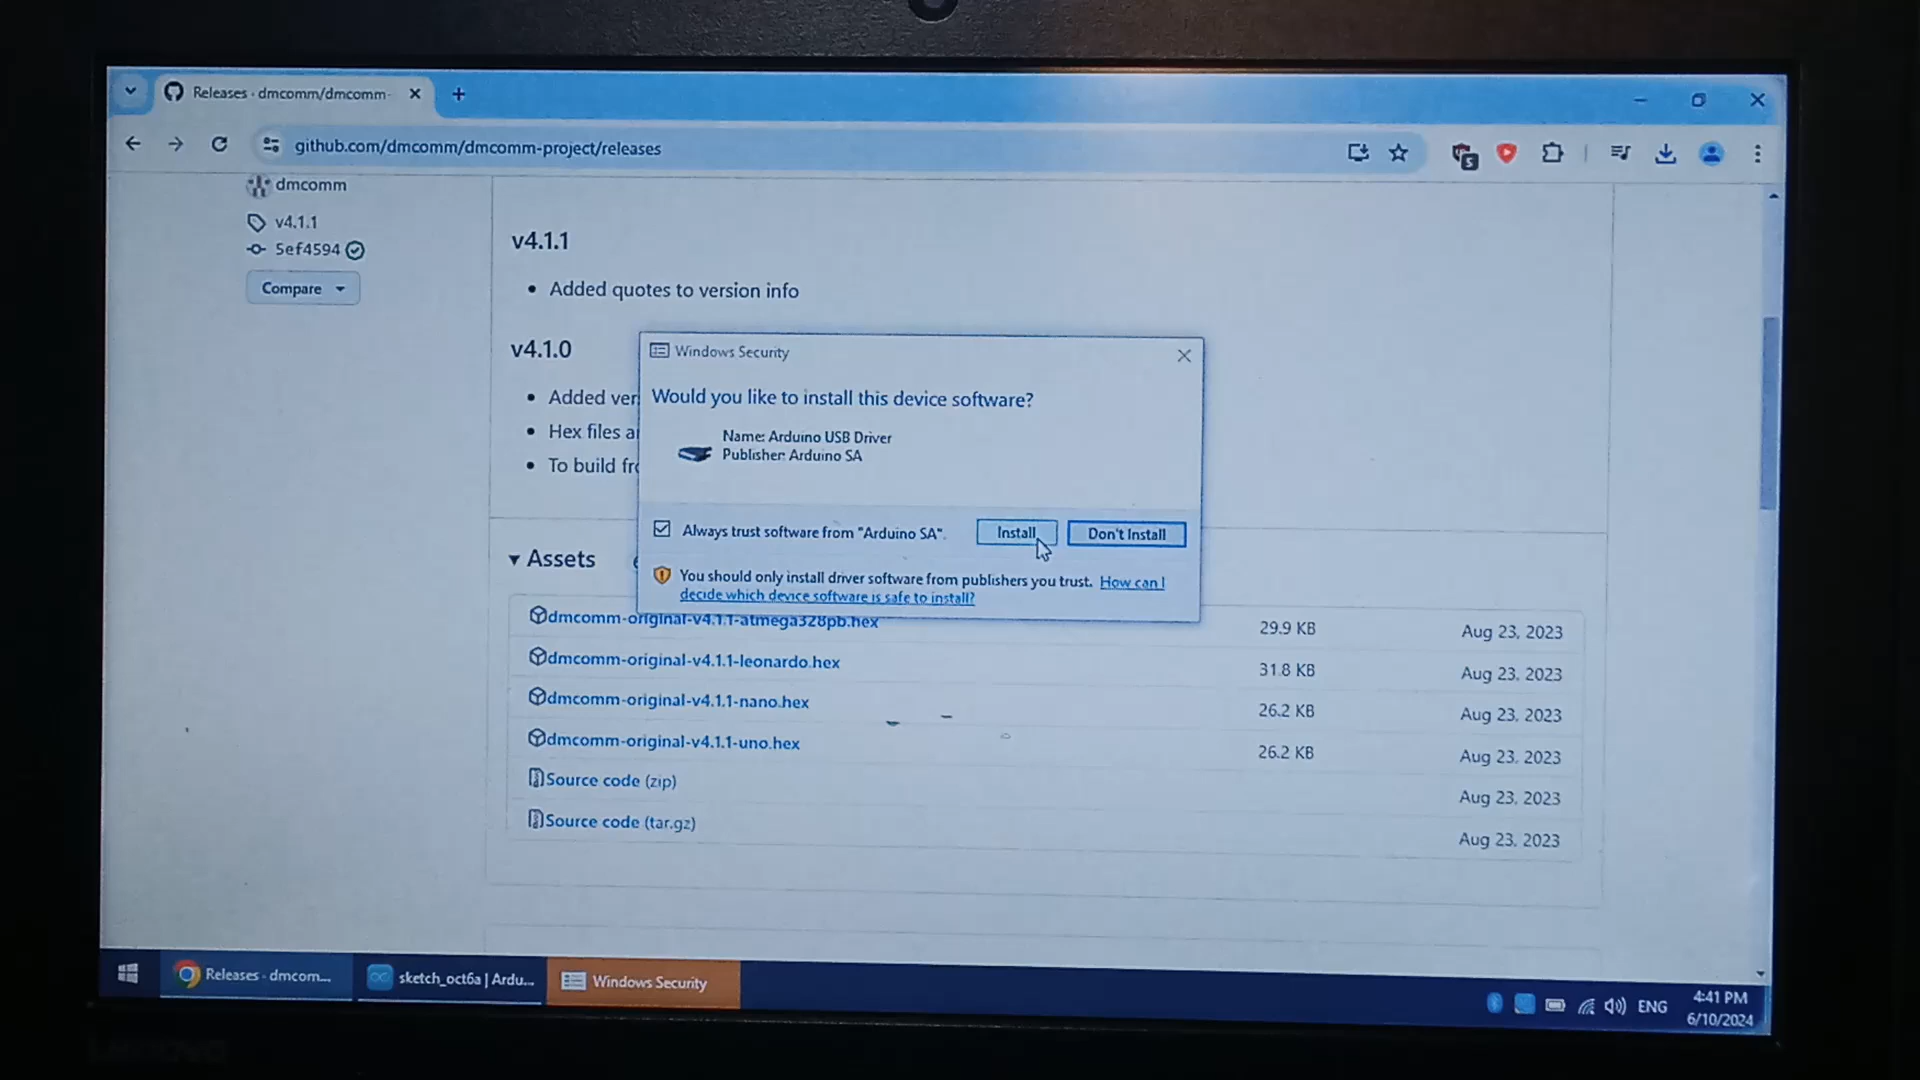 Releases · dmcomm/dmcomm-
github.com/dmcomm/dmcomm-project/releases
dmcomm
v4.1.1
5ef4594
Compare
v4.1.1
Added quotes to version info
v4.1.0
Added ver
Hex files a
To build fr
Windows Security
Would you like to install this device software?
Name: Arduino USB Driver
Publisher: Arduino SA
Always trust software from "Arduino SA".
Install
Don't Install
You should only install driver software from publishers you trust. How can I
decide which device software is safe to install?
Assets
dmcomm-original-v4.1.1-atmega328pb.hex
29.9 KB
Aug 23, 2023
dmcomm-original-v4.1.1-leonardo.hex
31.8 KB
Aug 23, 2023
dmcomm-original-v4.1.1-nano.hex
26.2 KB
Aug 23, 2023
dmcomm-original-v4.1.1-uno.hex
26.2 KB
Aug 23, 2023
Source code (zip)
Aug 23, 2023
Source code (tar.gz)
Aug 23, 2023
Releases - dmcom...
sketch_oct6a | Ardu...
Windows Security
ENG
4:41 PM
6/10/2024